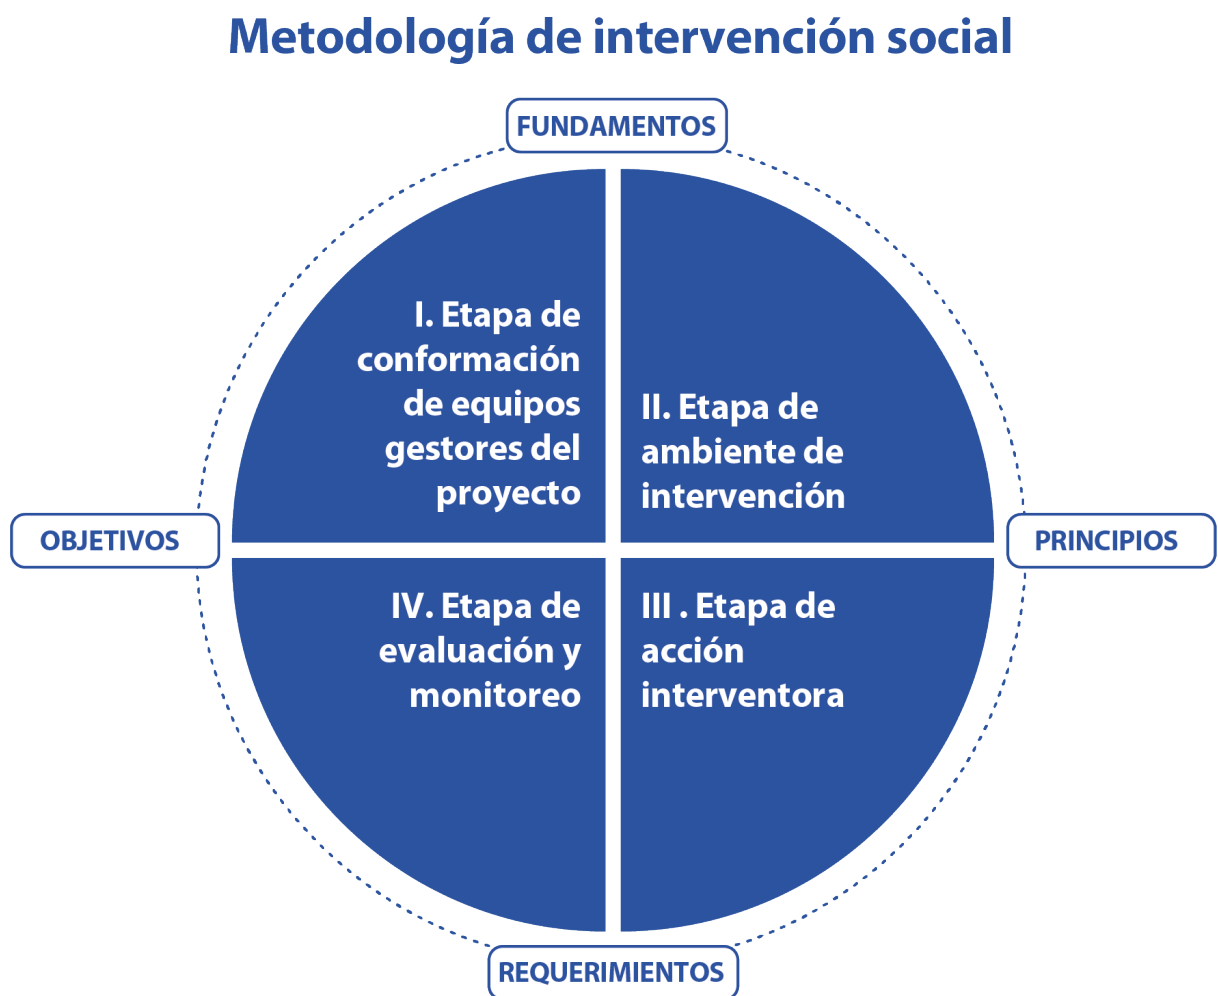 Metodología de intervención social
FUNDAMENTOS
I. Etapa de
conformación
de equipos
gestores del
proyecto
II. Etapa de
ambiente de
intervención
OBJETIVOS
PRINCIPIOS
IV. Etapa de
evaluación y
monitoreo
III . Etapa de
acción
interventora
REQUERIMIENTOS